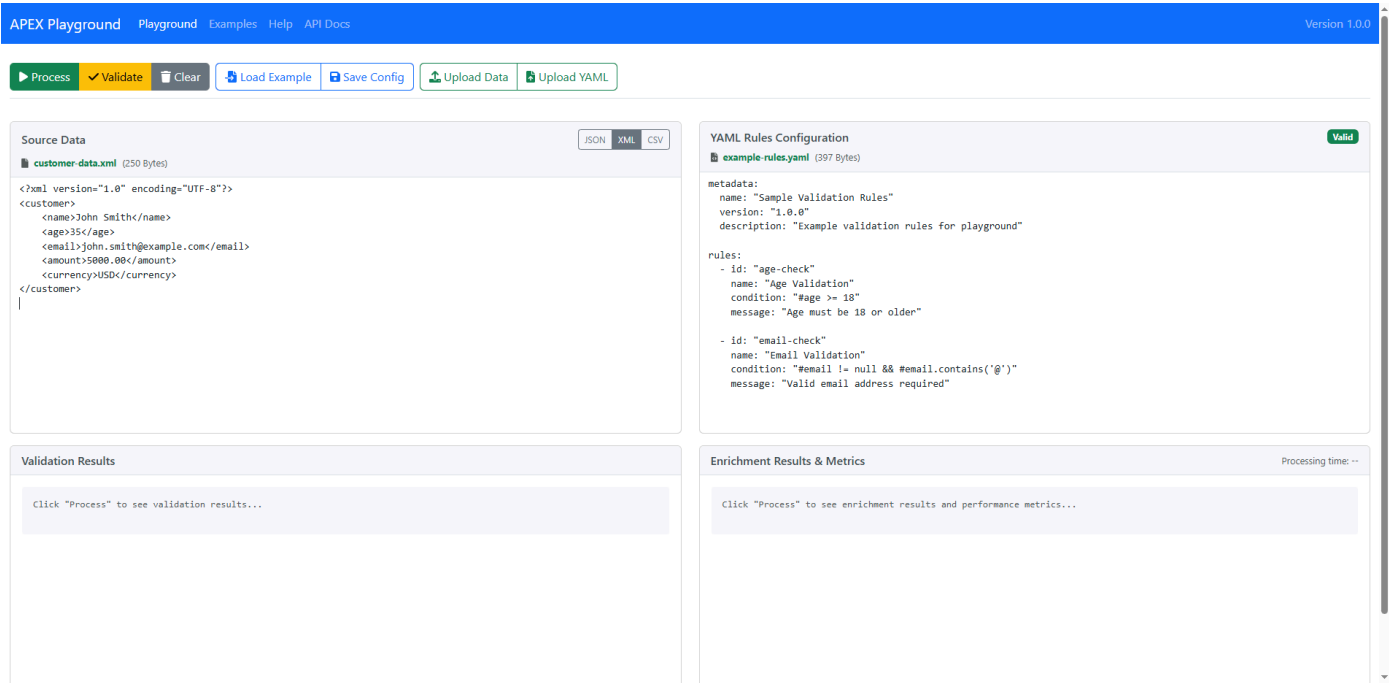 APEX Playground Playground Examples Help API Docs Version 1.0.0
Process Validate Clear Load Example Save Config Upload Data Upload YAML
Source Data JSON XML CSV
customer-data.xml (250 Bytes)
<?xml version="1.0" encoding="UTF-8"?>
<customer>
    <name>John Smith</name>
    <age>35</age>
    <email>john.smith@example.com</email>
    <amount>5000.00</amount>
    <currency>USD</currency>
</customer>
YAML Rules Configuration Valid
example-rules.yaml (397 Bytes)
metadata:
  name: "Sample Validation Rules"
  version: "1.0.0"
  description: "Example validation rules for playground"
rules:
  - id: "age-check"
    name: "Age Validation"
    condition: "#age >= 18"
    message: "Age must be 18 or older"
  - id: "email-check"
    name: "Email Validation"
    condition: "#email != null && #email.contains('@')"
    message: "Valid email address required"
Validation Results
Click "Process" to see validation results...
Enrichment Results & Metrics Processing time: --
Click "Process" to see enrichment results and performance metrics...